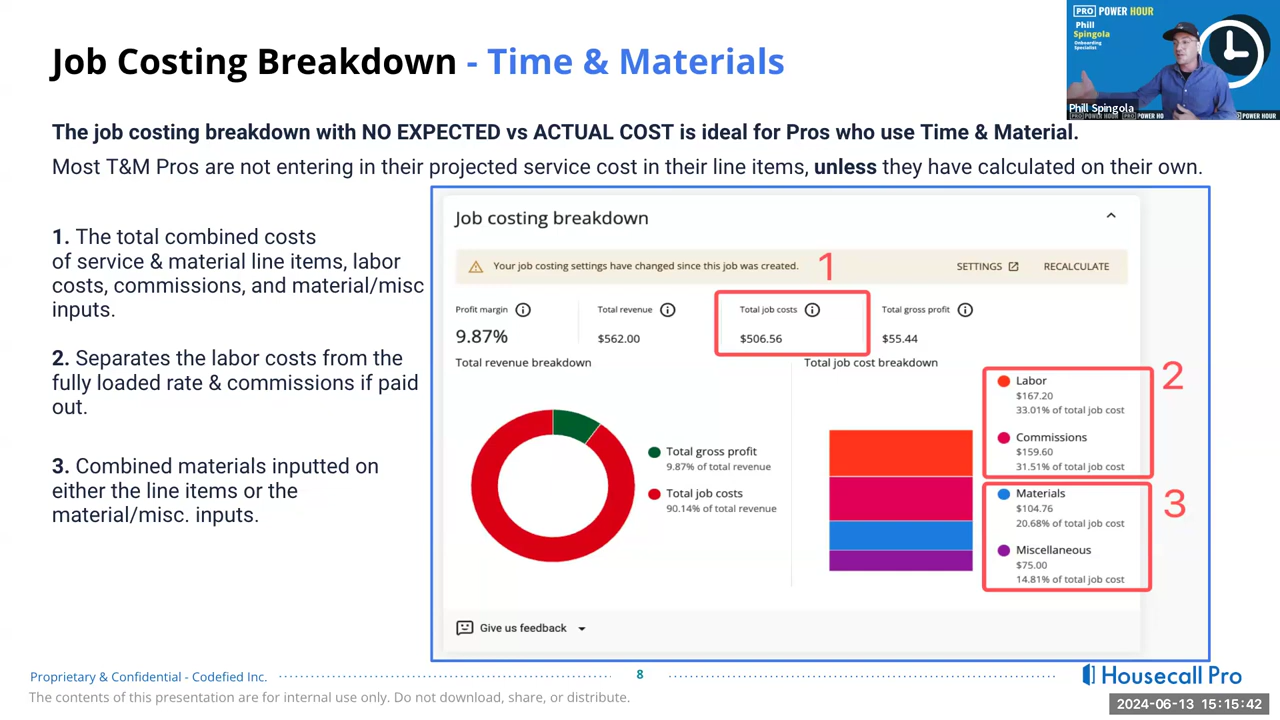 Job Costing Breakdown - Time & Materials
PRO POWER HOUR
Phill
Spingola
Onboarding
Specialist
Phill Spingola
The job costing breakdown with NO EXPECTED vs ACTUAL COST is ideal for Pros who use Time & Material.
Most T&M Pros are not entering in their projected service cost in their line items, unless they have calculated on their own.
1. The total combined costs
of service & material line items, labor
costs, commissions, and material/misc
inputs.
2. Separates the labor costs from the
fully loaded rate & commissions if paid
out.
3. Combined materials inputted on
either the line items or the
material/misc. inputs.
Job costing breakdown
Your job costing settings have changed since this job was created.
1
SETTINGS
RECALCULATE
Profit margin
9.87%
Total revenue
$562.00
Total job costs
$506.56
Total gross profit
$55.44
Total revenue breakdown
Total gross profit
9.87% of total revenue
Total job costs
90.14% of total revenue
Total job cost breakdown
Labor
$167.20
33.01% of total job cost
Commissions
$159.60
31.51% of total job cost
2
Materials
$104.76
20.68% of total job cost
Miscellaneous
$75.00
14.81% of total job cost
3
Give us feedback
Proprietary & Confidential - Codefied Inc.
8
The contents of this presentation are for internal use only. Do not download, share, or distribute.
Housecall Pro
2024-06-13 15:15:42